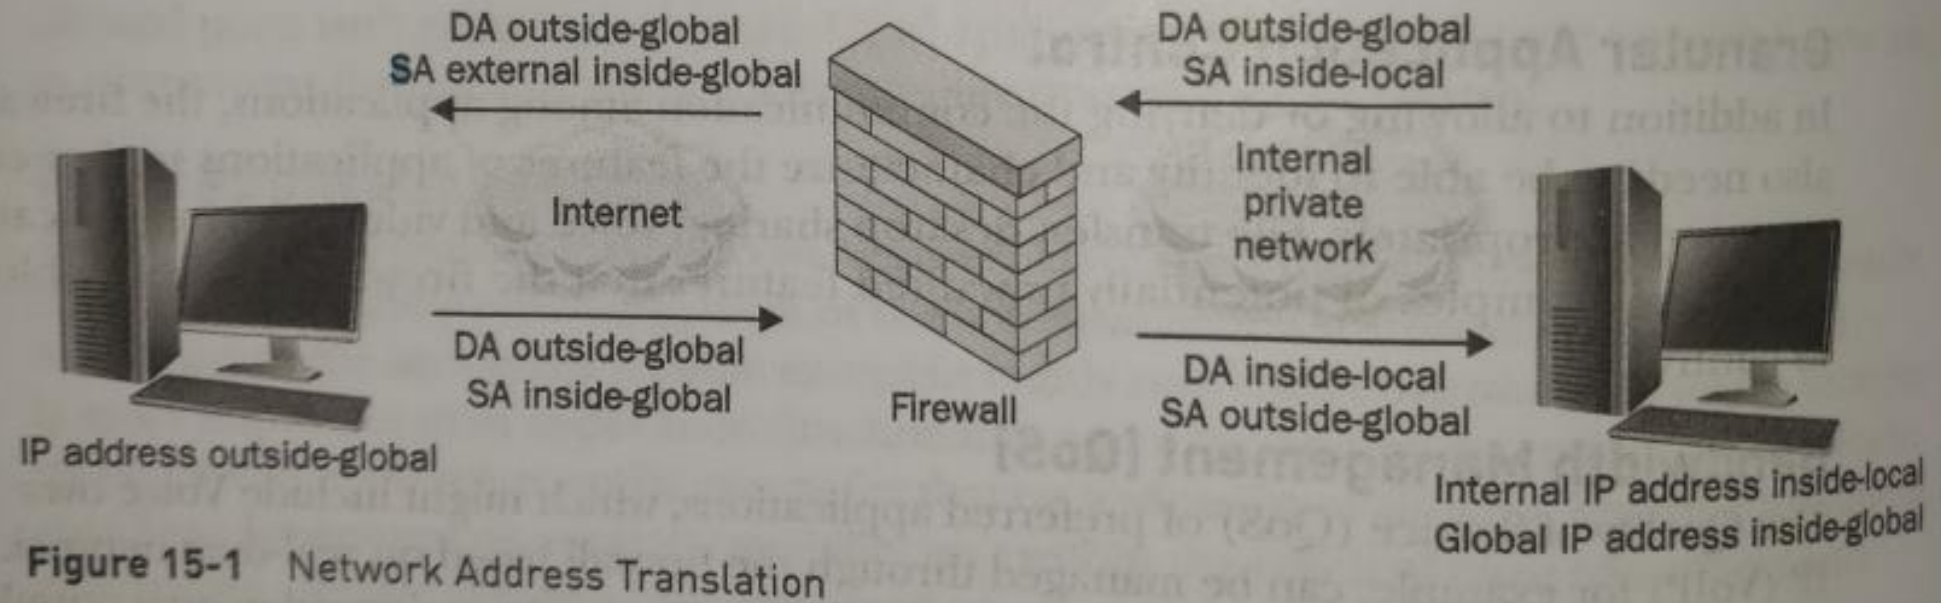 DA outside-global
SA external inside-global
DA outside-global
SA inside-local
Internet
Internal
private
network
DA outside-global
SA inside-global
DA inside-local
SA outside-global
Firewall
IP address outside-global
Internal IP address inside-local
Global IP address inside-global
Figure 15-1 Network Address Translation